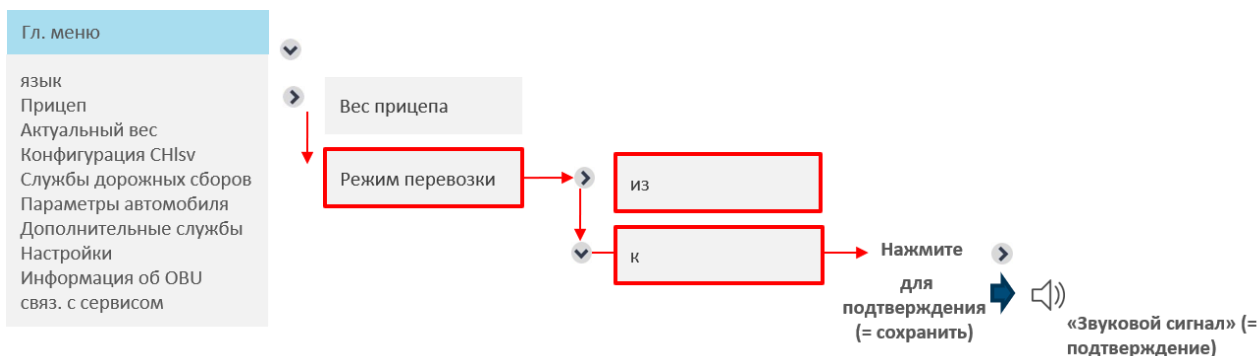 Гл. меню
язык
Прицеп
Актуальный вес
Конфигурация CHlsv
Службы дорожных сборов
Параметры автомобиля
Дополнительные службы
Настройки
Информация об OBU
связ. с сервисом
Вес прицепа
Режим перевозки
из
к
Нажмите
для
подтверждения
(= сохранить)
«Звуковой сигнал» (=
подтверждение)